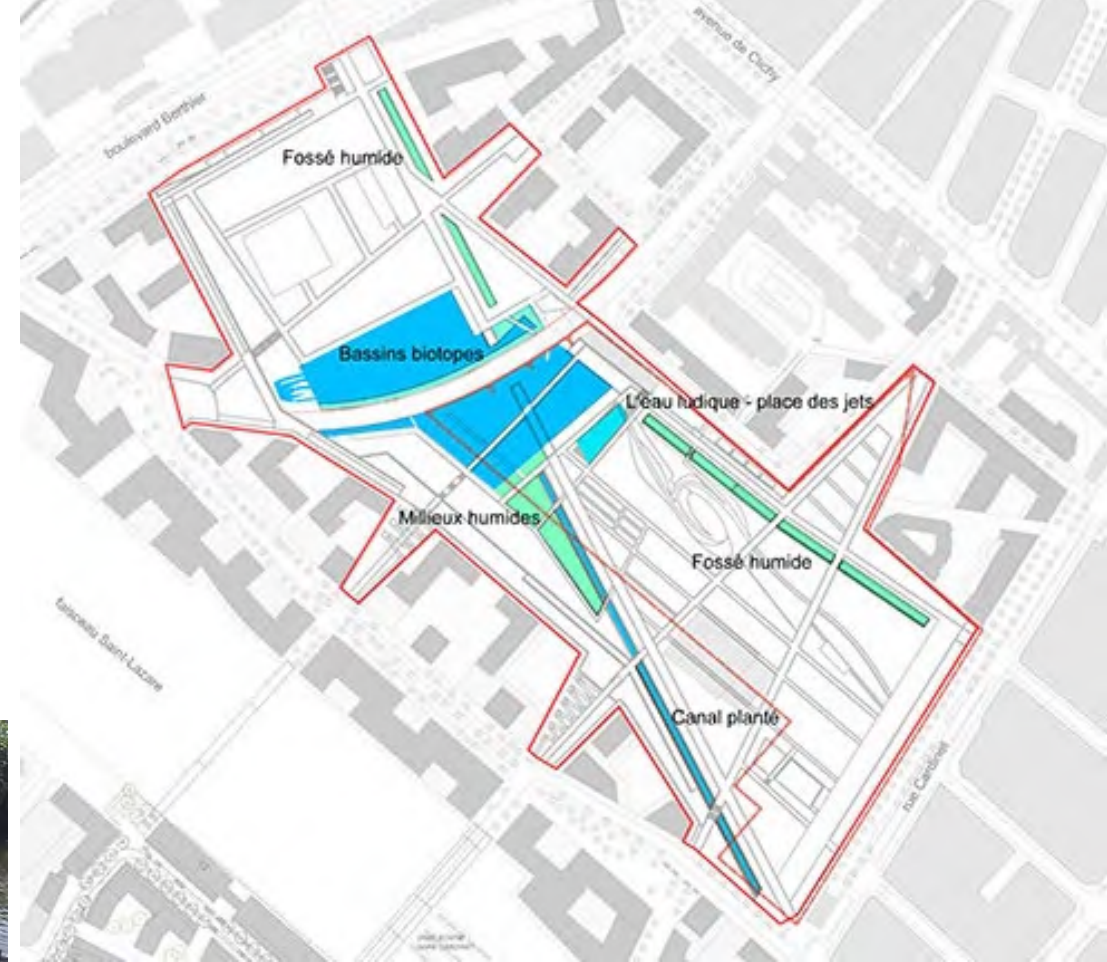 avenue de Clichy
boulevard Berthier
Fossé humide
Bassins biotopes
L'eau ludique - place des jets
Millieux humides
Fossé humide
faisceau Saint-Lazare
Canal planté
rue Cardinet